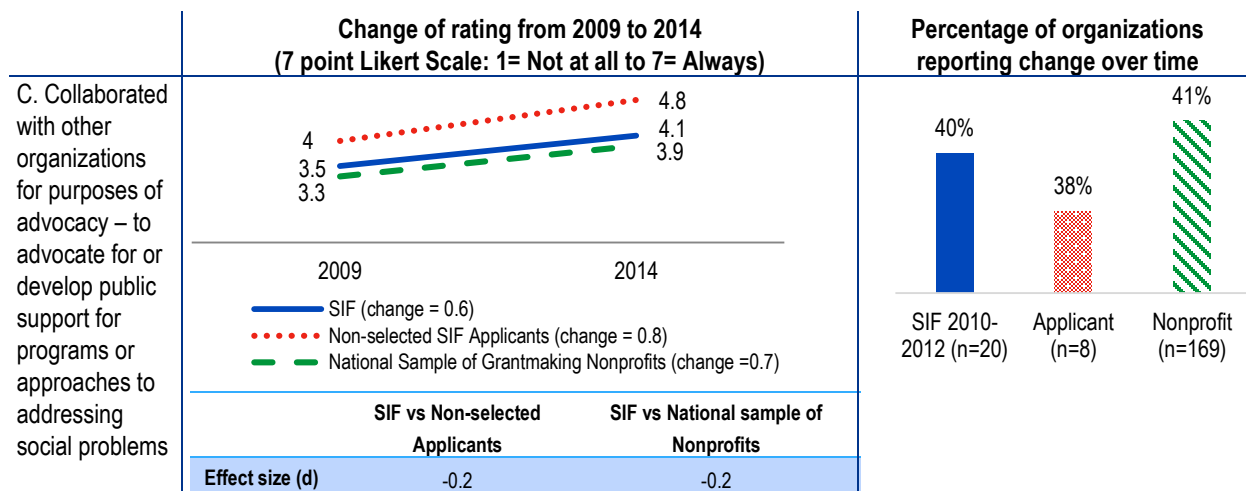 Change of rating from 2009 to 2014
(7 point Likert Scale: 1= Not at all to 7= Always)
Percentage of organizations
reporting change over time
C. Collaborated
with other
organizations
for purposes of
advocacy – to
advocate for or
develop public
support for
programs or
approaches to
addressing
social problems
4
3.5
3.3
4.8
4.1
3.9
2009
2014
SIF (change = 0.6)
Non-selected SIF Applicants (change = 0.8)
National Sample of Grantmaking Nonprofits (change =0.7)
SIF vs Non-selected
Applicants
SIF vs National sample of
Nonprofits
Effect size (d)
-0.2
-0.2
40%
38%
41%
SIF 2010-
2012 (n=20)
Applicant
(n=8)
Nonprofit
(n=169)